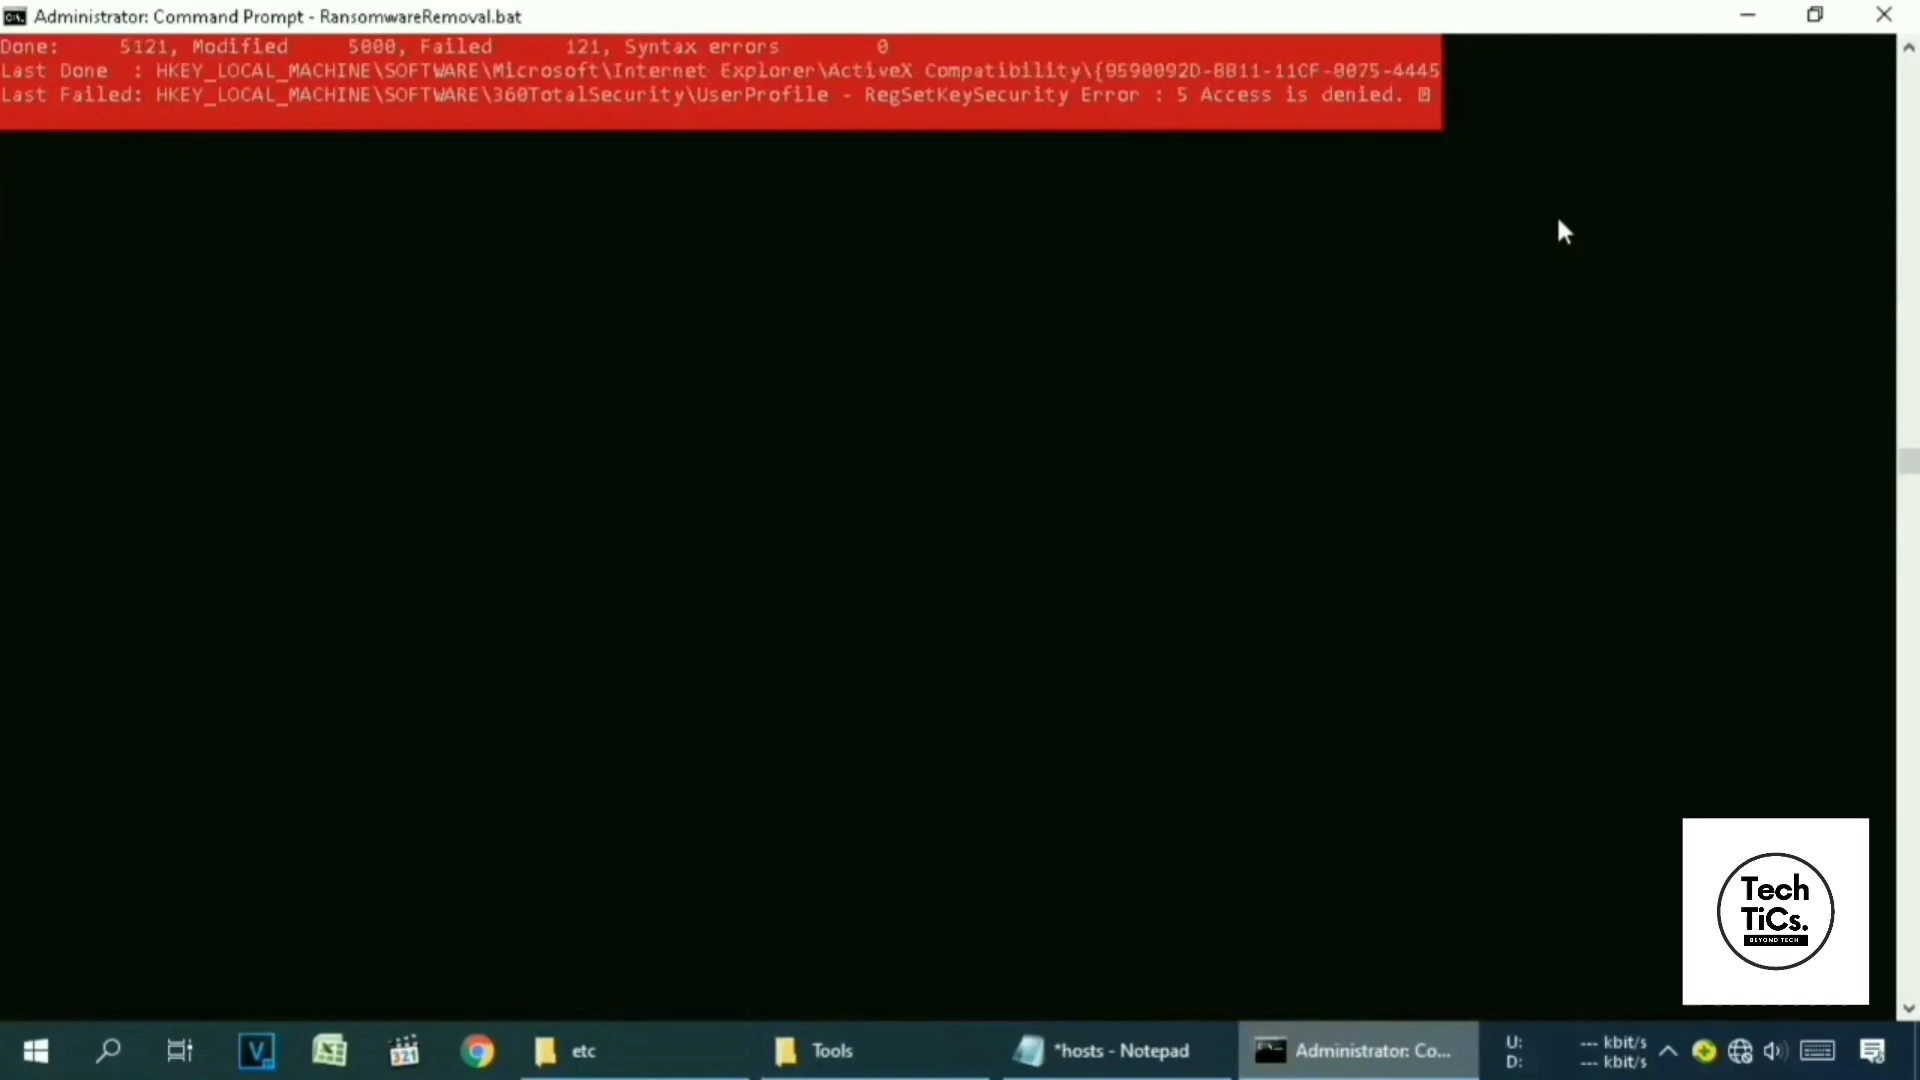 Administrator: Command Prompt - RansomwareRemoval.bat
Done: 5121, Modified 5000, Failed 121, Syntax errors 0
Last Done : HKEY_LOCAL_MACHINE\SOFTWARE\Microsoft\Internet Explorer\ActiveX Compatibility\{9590092D-8811-11CF-8075-4445
Last Failed: HKEY_LOCAL_MACHINE\SOFTWARE\360TotalSecurity\UserProfile - RegSetKeySecurity Error : 5 Access is denied.
Tech
TiCs.
BEYOND TECH
V
321
etc
Tools
*hosts - Notepad
Administrator: Co...
U: --- kbit/s
D: --- kbit/s